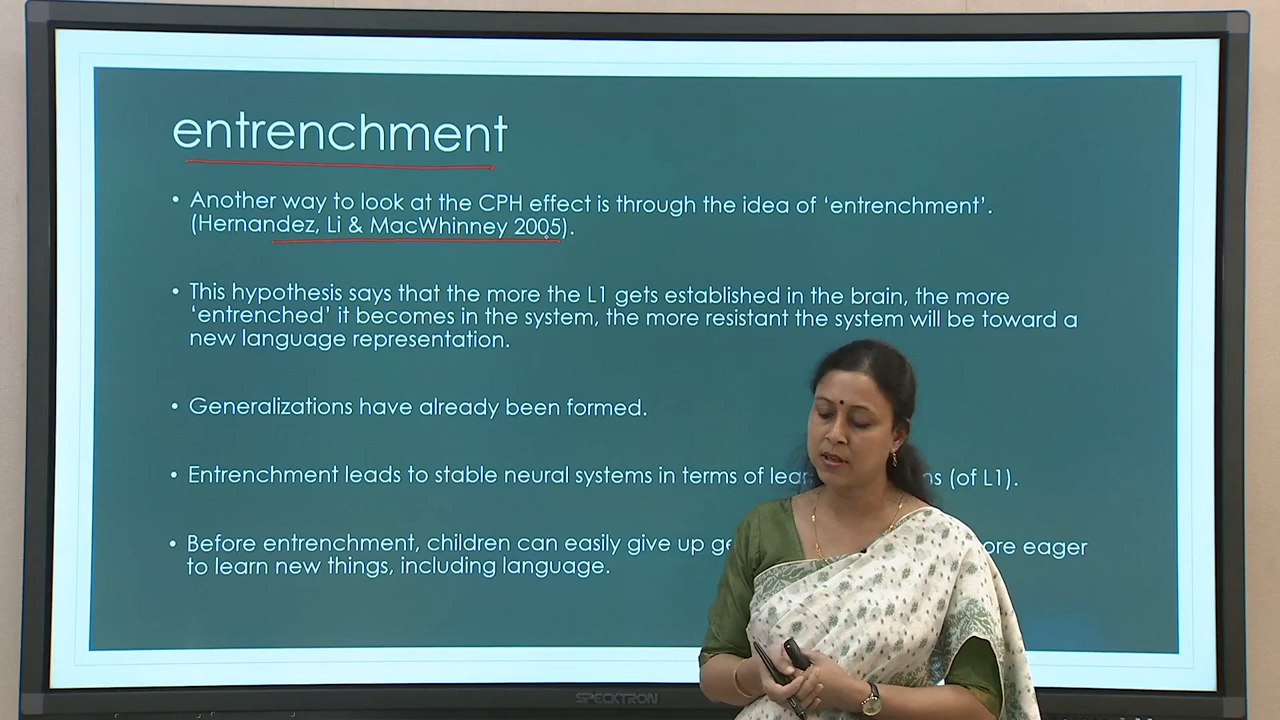 entrenchment
• Another way to look at the CPH effect is through the idea of ‘entrenchment’.
(Hernandez, Li & MacWhinney 2005).
• This hypothesis says that the more the L1 gets established in the brain, the more
‘entrenched’ it becomes in the system, the more resistant the system will be toward a
new language representation.
• Generalizations have already been formed.
• Entrenchment leads to stable neural systems in terms of (of L1).
• Before entrenchment, children can easily give up eager
to learn new things, including language.
SPECKTRON